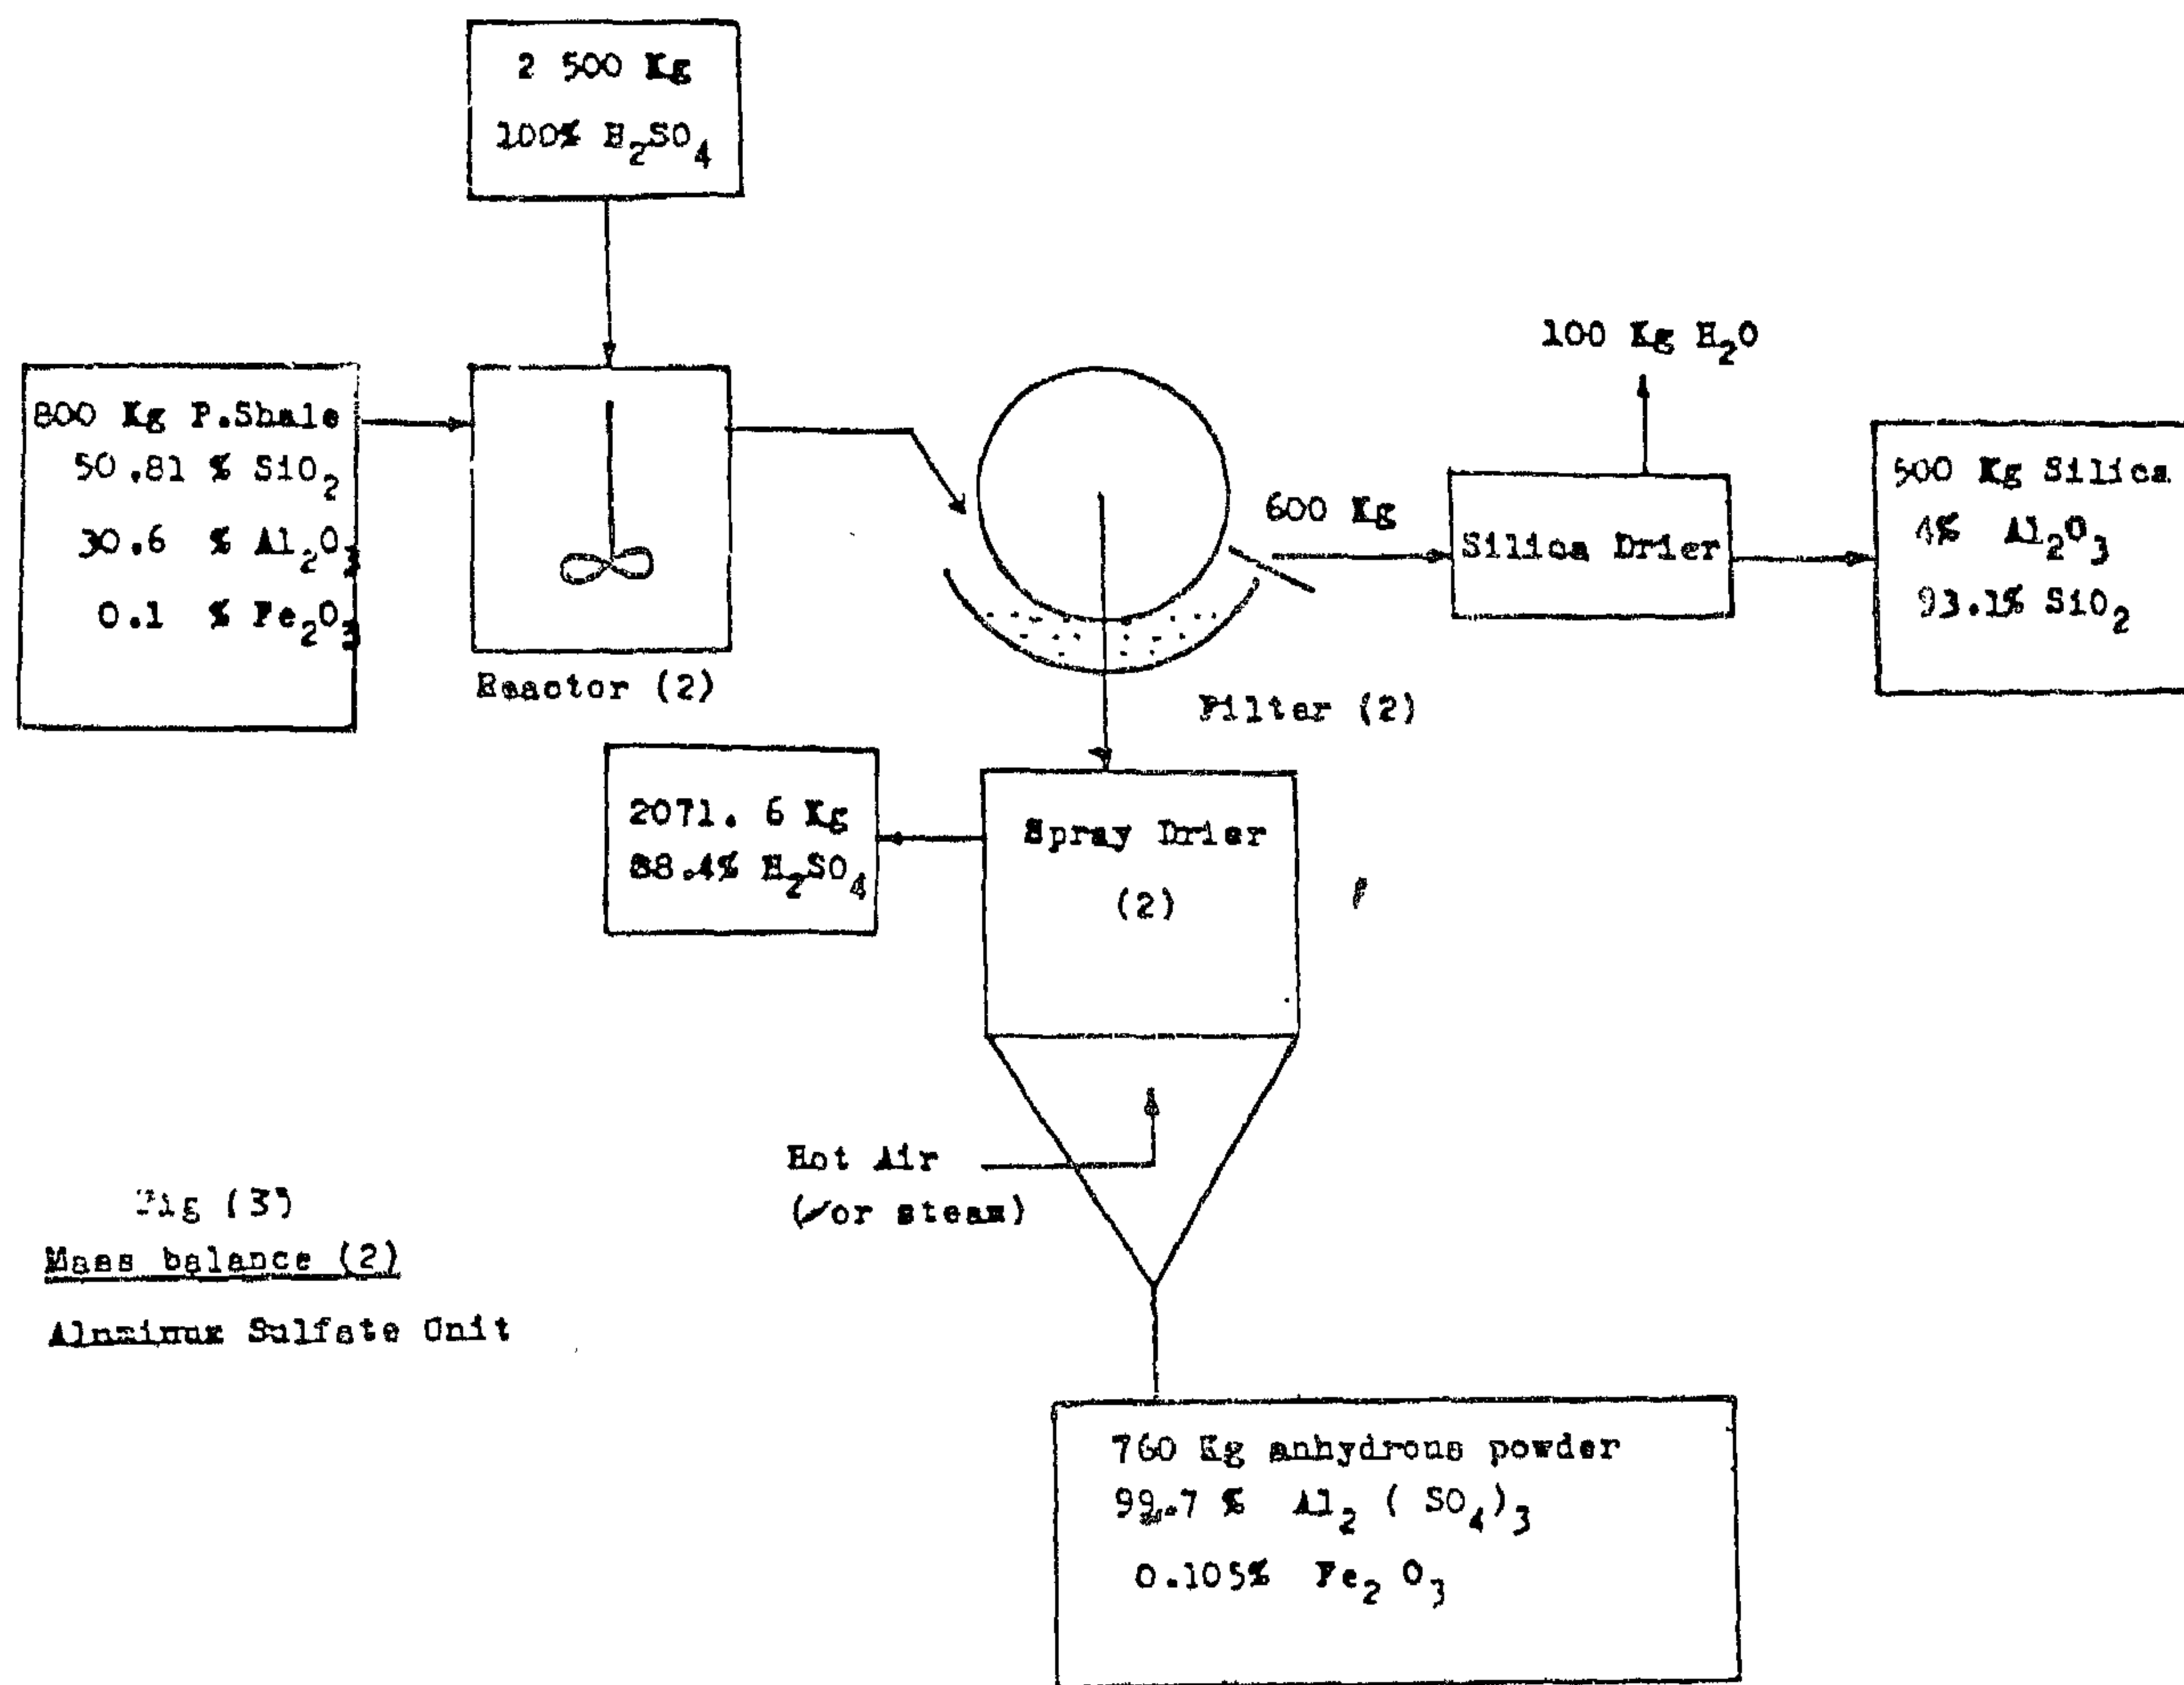 2 500 Kg
100% H₂SO₄
800 Kg P.Shale
50.81 % SiO₂
30.6 % Al₂O₃
0.1 % Fe₂O₃
Reactor (2)
Filter (2)
600 Kg
100 Kg H₂O
Silica Drier
500 Kg Silica
4% Al₂O₃
93.1% SiO₂
2071. 6 Kg
88.4% H₂SO₄
Spray Drier
(2)
Hot Air
(/or steam)
Fig (3)
Mass balance (2)
Aluminum Sulfate Unit
760 Kg anhydrous powder
99.7 % Al₂ ( SO₄)₃
0.105% Fe₂ O₃